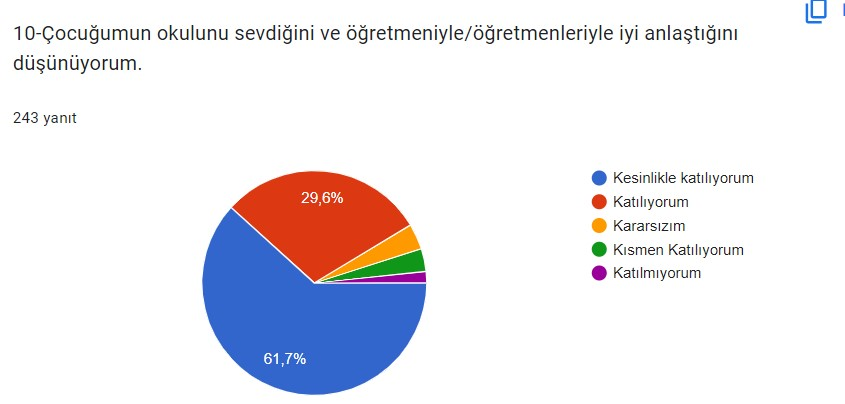 10-Çocuğumun okulunu sevdiğini ve öğretmeniyle/öğretmenleriyle iyi anlaştığını
düşünüyorum.
243 yanıt
29,6%
61,7%
Kesinlikle katılıyorum
Katılıyorum
Kararsızım
Kısmen Katılıyorum
Katılmıyorum